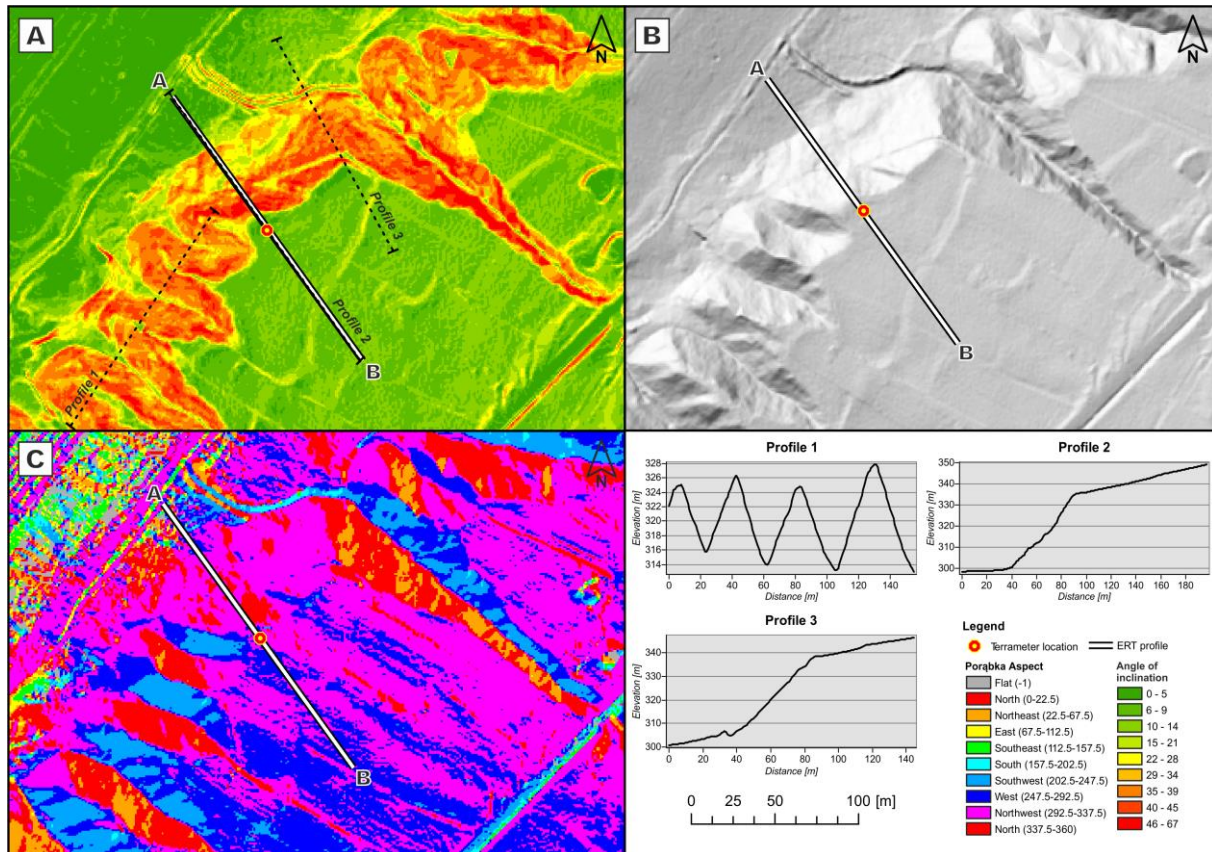 A
N
A
B
Profile 1
Profile 2
Profile 3
B
N
A
B
C
N
A
B
Profile 1
Elevation [m]
328
326
324
322
320
318
316
314
0 20 40 60 80 100 120 140
Distance [m]
Profile 2
Elevation [m]
350
340
330
320
310
300
0 20 40 60 80 100 120 140 160 180
Distance [m]
Profile 3
Elevation [m]
340
330
320
310
300
0 20 40 60 80 100 120 140
Distance [m]
0 25 50 100 [m]
Legend
Terrameter location
ERT profile
Porąbka Aspect
Flat (-1)
North (0-22.5)
Northeast (22.5-67.5)
East (67.5-112.5)
Southeast (112.5-157.5)
South (157.5-202.5)
Southwest (202.5-247.5)
West (247.5-292.5)
Northwest (292.5-337.5)
North (337.5-360)
Angle of
inclination
0 - 5
6 - 9
10 - 14
15 - 21
22 - 28
29 - 34
35 - 39
40 - 45
46 - 67